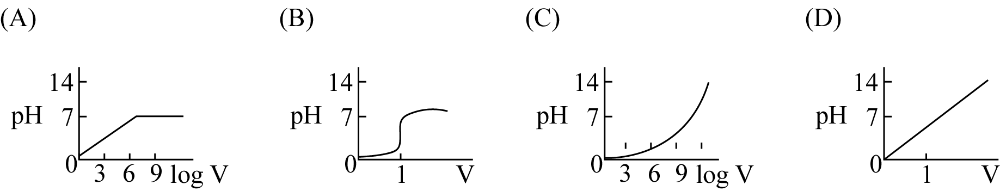 (A) (B) (C) (D)
14 14 14 14
pH 7 pH 7 pH 7 pH 7
0 0 0 0
3 6 9 log V 1 V 3 6 9 log V 1 V